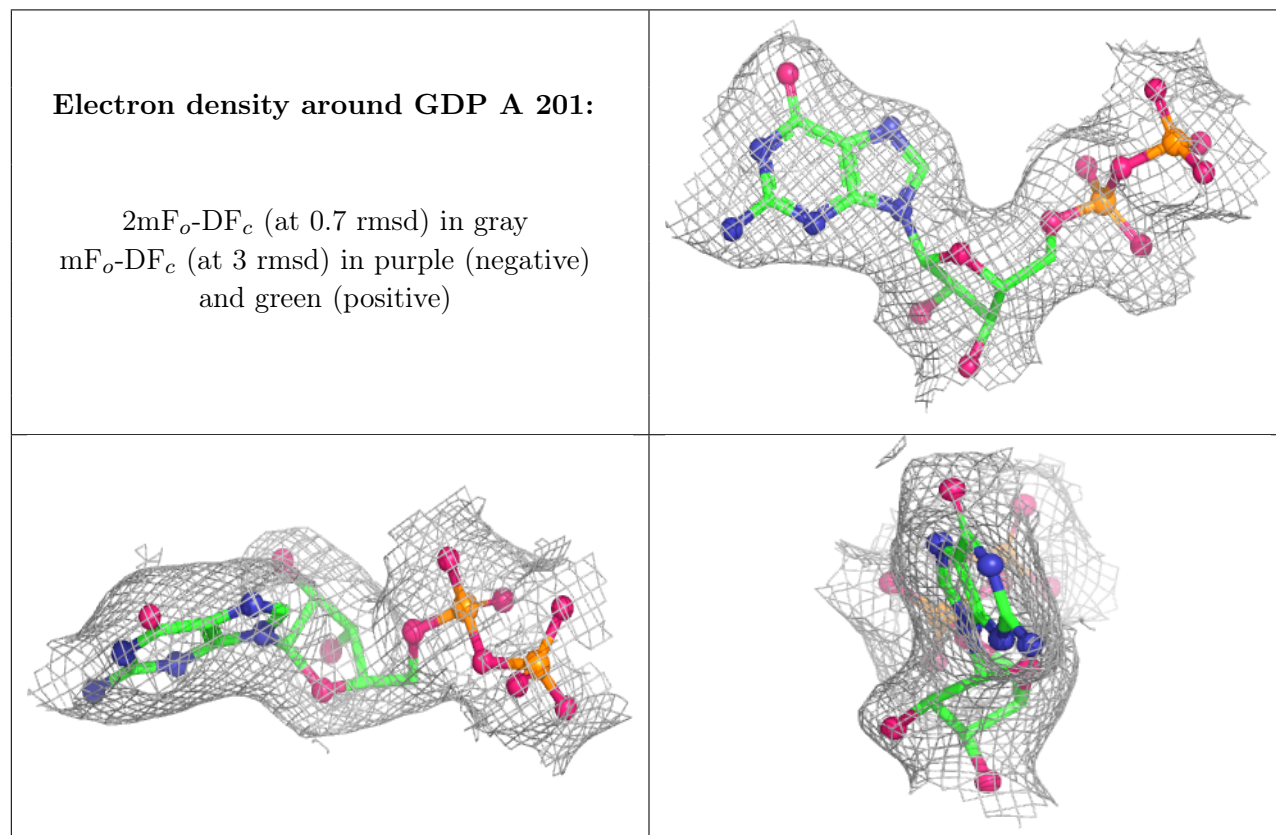 Electron density around GDP A 201:
2mFo-DFc (at 0.7 rmsd) in gray
mFo-DFc (at 3 rmsd) in purple (negative)
and green (positive)